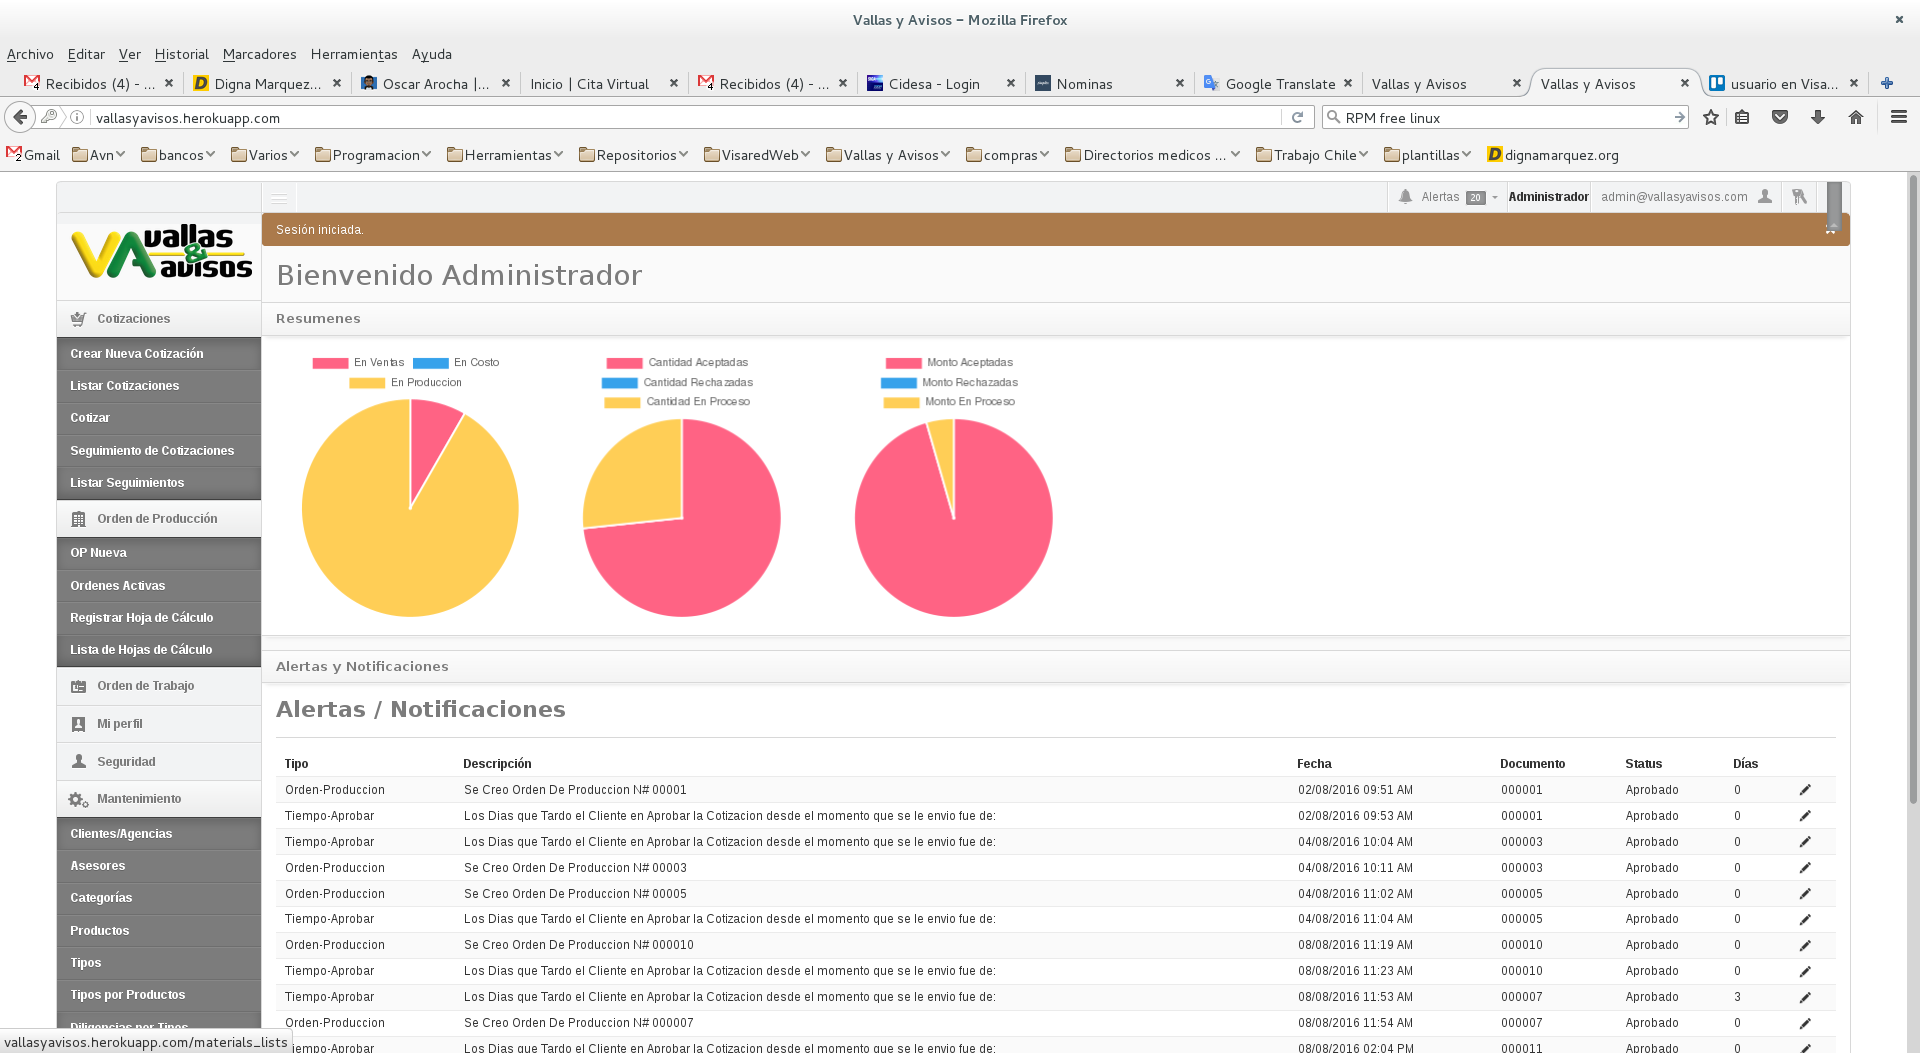 Vallas y Avisos – Mozilla Firefox
Archivo Editar Ver Historial Marcadores Herramientas Ayuda
Recibidos (4) - ... Digna Marquez... Oscar Arocha |... Inicio | Cita Virtual Recibidos (4) - ... Cidesa - Login Nominas Google Translate Vallas y Avisos Vallas y Avisos usuario en Visa...
vallasyavisos.herokuapp.com RPM free linux
Gmail Avn bancos Varios Programacion Herramientas Repositorios VisaredWeb Vallas y Avisos compras Directorios medicos ... Trabajo Chile plantillas dignamarquez.org
Alertas 20 Administrador admin@vallasyavisos.com
vallas & avisos
Sesión iniciada.
Bienvenido Administrador
Resumenes
En Ventas En Costo
En Produccion
Cantidad Aceptadas
Cantidad Rechazadas
Cantidad En Proceso
Monto Aceptadas
Monto Rechazadas
Monto En Proceso
Cotizaciones
Crear Nueva Cotización
Listar Cotizaciones
Cotizar
Seguimiento de Cotizaciones
Listar Seguimientos
Orden de Producción
OP Nueva
Ordenes Activas
Registrar Hoja de Cálculo
Lista de Hojas de Cálculo
Orden de Trabajo
Mi perfil
Seguridad
Mantenimiento
Clientes/Agencias
Asesores
Categorías
Productos
Tipos
Tipos por Productos
Diligencias por Tipos
vallasyavisos.herokuapp.com/materials_lists
Alertas y Notificaciones
Alertas / Notificaciones
Tipo Descripción Fecha Documento Status Días
Orden-Produccion Se Creo Orden De Produccion N# 00001 02/08/2016 09:51 AM 000001 Aprobado 0
Tiempo-Aprobar Los Dias que Tardo el Cliente en Aprobar la Cotizacion desde el momento que se le envio fue de: 02/08/2016 09:53 AM 000001 Aprobado 0
Tiempo-Aprobar Los Dias que Tardo el Cliente en Aprobar la Cotizacion desde el momento que se le envio fue de: 04/08/2016 10:04 AM 000003 Aprobado 0
Orden-Produccion Se Creo Orden De Produccion N# 00003 04/08/2016 10:11 AM 000003 Aprobado 0
Orden-Produccion Se Creo Orden De Produccion N# 00005 04/08/2016 11:02 AM 000005 Aprobado 0
Tiempo-Aprobar Los Dias que Tardo el Cliente en Aprobar la Cotizacion desde el momento que se le envio fue de: 04/08/2016 11:04 AM 000005 Aprobado 0
Orden-Produccion Se Creo Orden De Produccion N# 000010 08/08/2016 11:19 AM 000010 Aprobado 0
Tiempo-Aprobar Los Dias que Tardo el Cliente en Aprobar la Cotizacion desde el momento que se le envio fue de: 08/08/2016 11:23 AM 000010 Aprobado 0
Tiempo-Aprobar Los Dias que Tardo el Cliente en Aprobar la Cotizacion desde el momento que se le envio fue de: 08/08/2016 11:53 AM 000007 Aprobado 3
Orden-Produccion Se Creo Orden De Produccion N# 000007 08/08/2016 11:54 AM 000007 Aprobado 0
iempo-Aprobar Los Dias que Tardo el Cliente en Aprobar la Cotizacion desde el momento que se le envio fue de: 08/08/2016 02:04 PM 000011 Aprobado 0